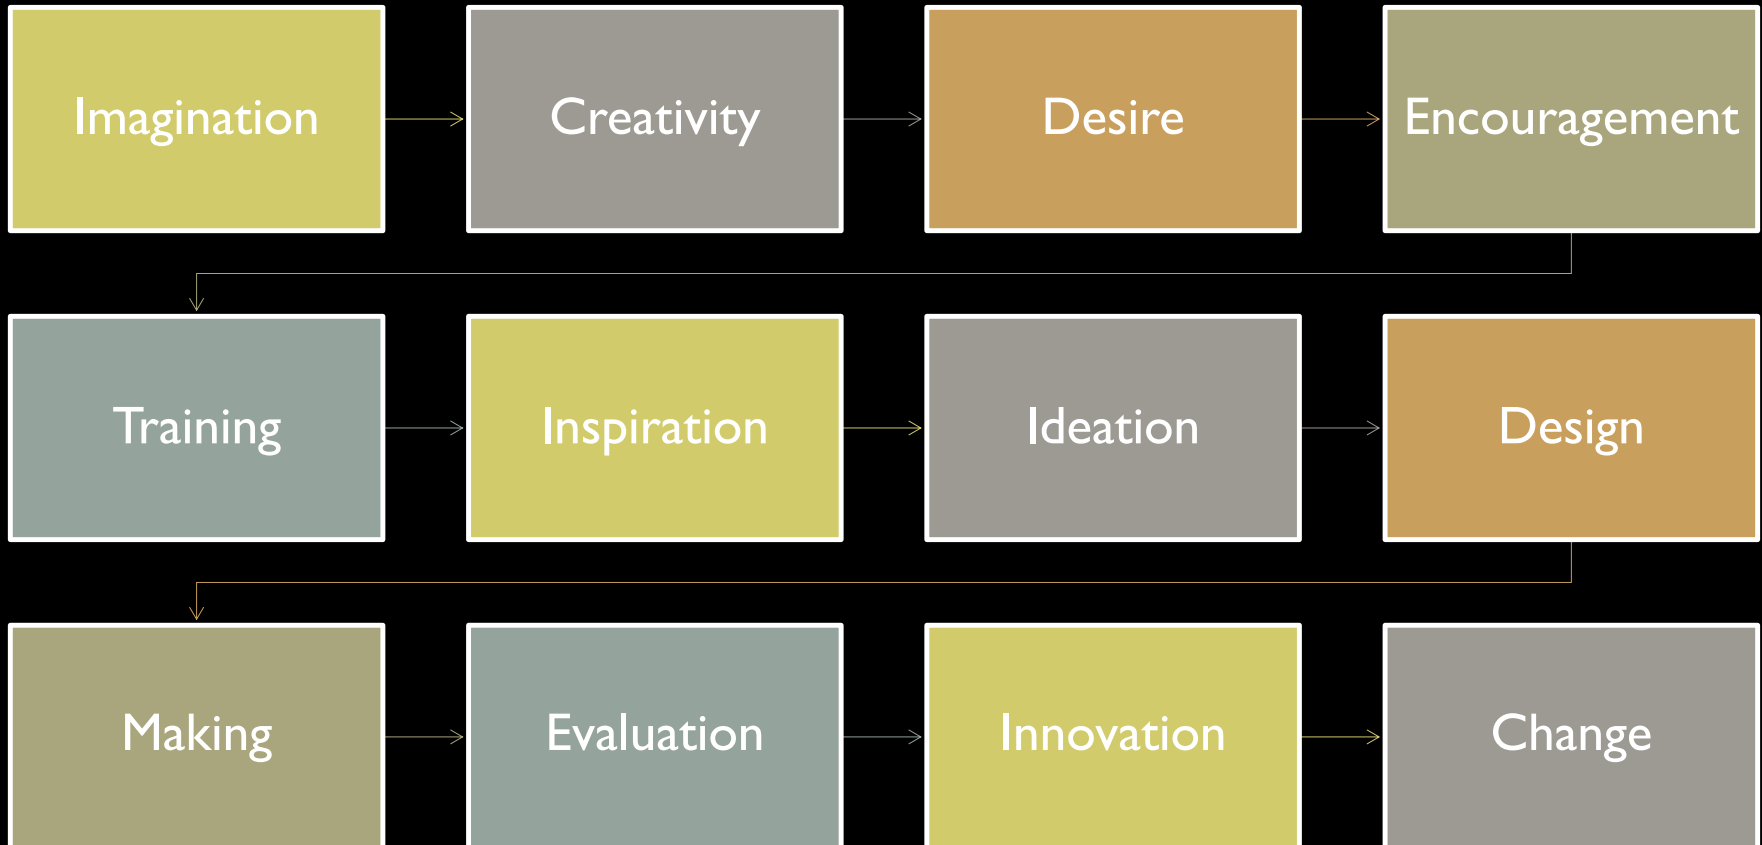 Imagination
Creativity
Desire
Encouragement
Training
Inspiration
Ideation
Design
Making
Evaluation
Innovation
Change